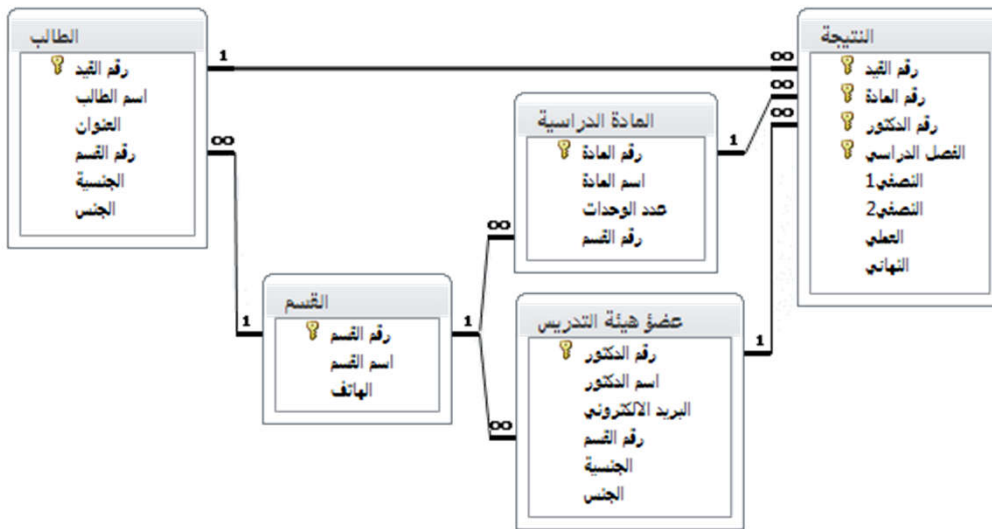 الطالب
رقم القيد
اسم الطالب
العنوان
رقم القسم
الجنسية
الجنس
1
∞
∞
1
القسم
رقم القسم
اسم القسم
الهاتف
1
∞
∞
المادة الدراسية
رقم المادة
اسم المادة
عدد الوحدات
رقم القسم
1
∞
عضؤ هيئة التدريس
رقم الدكتور
اسم الدكتور
البريد الالكتروني
رقم القسم
الجنسية
الجنس
1
∞
النتيجة
رقم القيد
رقم المادة
رقم الدكتور
الفصل الدراسي
النصفي1
النصفي2
العملي
النهائي